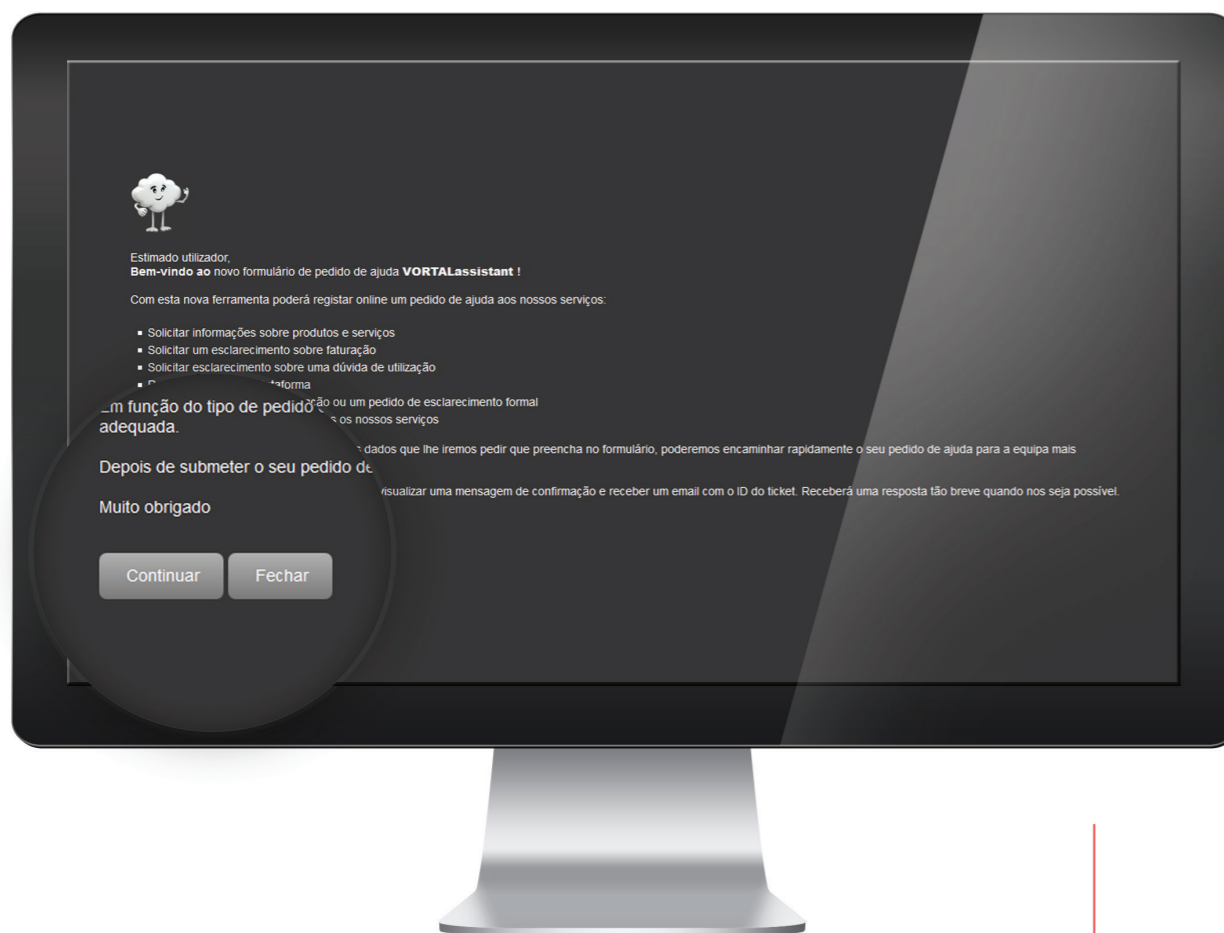 Estimado utilizador,
Bem-vindo ao novo formulário de pedido de ajuda VORTALassistant !
Com esta nova ferramenta poderá registar online um pedido de ajuda aos nossos serviços:
▪ Solicitar informações sobre produtos e serviços
▪ Solicitar um esclarecimento sobre faturação
▪ Solicitar esclarecimento sobre uma dúvida de utilização
ou um pedido de esclarecimento formal
os nossos serviços
dados que lhe iremos pedir que preencha no formulário, poderemos encaminhar rapidamente o seu pedido de ajuda para a equipa mais
visualizar uma mensagem de confirmação e receber um email com o ID do ticket. Receberá uma resposta tão breve quando nos seja possível.
Em função do tipo de pedido
adequada.
Depois de submeter o seu pedido de
Muito obrigado
Continuar Fechar